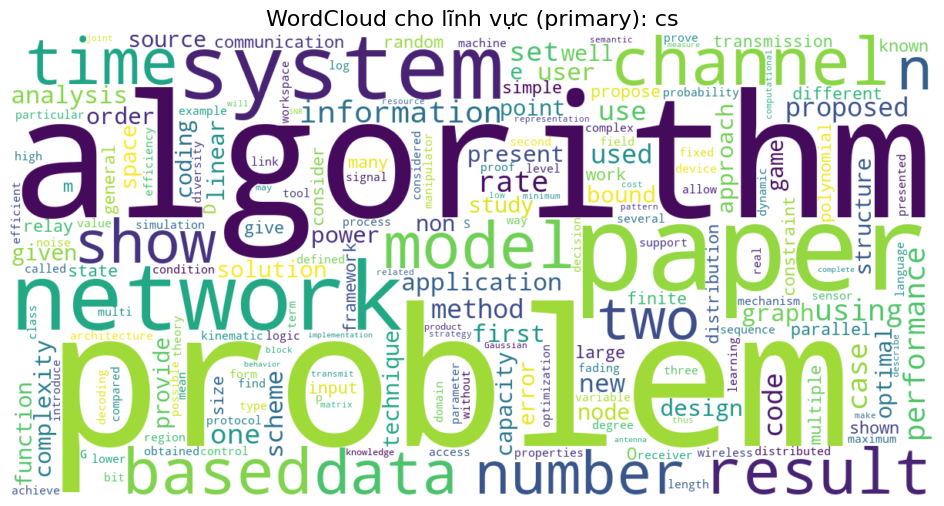 WordCloud cho lĩnh vực (primary): cs
time source communication random machine set well channel transmission known
joint log semantic prove measure
system e user n
analysis order information workspace simple point propose probability different proposed
particular example will SNR resource representation use computational
algorithm
high m general space efficiency coding diversity linear link may tool consider signal many considered manipulator present rate study proof level second low minimum complex field work used cost bound fixed device allow approach dynamic game polynomial structure presented
efficient relay value noise simulation give process power non S way pattern several decision
given show solution defined framework model paper distribution support real constraint complete language
called state condition related application
class multi kinematic term method finite mechanism sensor
network two graph using
architecture logic implementation product strategy first sequence parallel describe
introduce complexity decoding compared possible theory provide mean block form find behavior transmit input p matrix technique Gaussian domain parameter without capacity error optimization large fading variable new three learning code case optimal performance
problem
function size type protocol scheme node degree design multiple shown make maximum
one region obtained control knowledge access properties thus antenna O receiver wireless distributed
G lower bit achieve
based data number length result